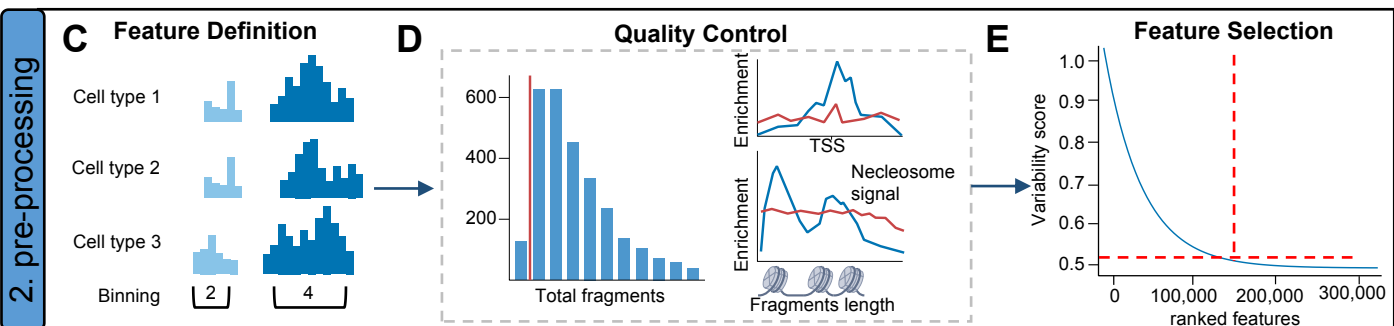 2. pre-processing
C Feature Definition
Cell type 1
Cell type 2
Cell type 3
Binning
2
4
D Quality Control
600
400
200
Total fragments
Enrichment
TSS
Enrichment
Necleosome
signal
Fragments length
E Feature Selection
Variability score
1.0
0.9
0.8
0.7
0.6
0.5
0 100,000 200,000 300,000
ranked features